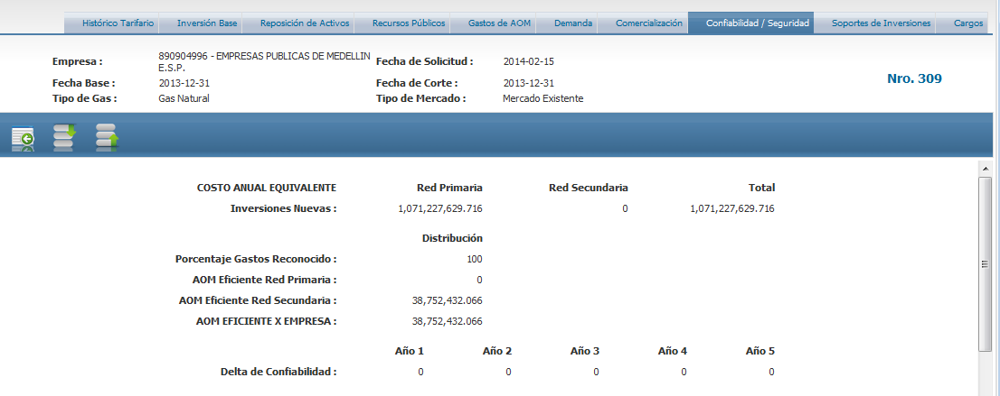 Histórico Tarifario Inversión Base Reposición de Activos Recursos Públicos Gastos de AOM Demanda Comercialización Confiabilidad / Seguridad Soportes de Inversiones Cargos
Empresa : 890904996 - EMPRESAS PUBLICAS DE MEDELLIN E.S.P. Fecha de Solicitud : 2014-02-15
Fecha Base : 2013-12-31 Fecha de Corte : 2013-12-31 Nro. 309
Tipo de Gas : Gas Natural Tipo de Mercado : Mercado Existente
COSTO ANUAL EQUIVALENTE Red Primaria Red Secundaria Total
Inversiones Nuevas : 1,071,227,629.716 0 1,071,227,629.716
Distribución
Porcentaje Gastos Reconocido : 100
AOM Eficiente Red Primaria : 0
AOM Eficiente Red Secundaria : 38,752,432.066
AOM EFICIENTE X EMPRESA : 38,752,432.066
Año 1 Año 2 Año 3 Año 4 Año 5
Delta de Confiabilidad : 0 0 0 0 0